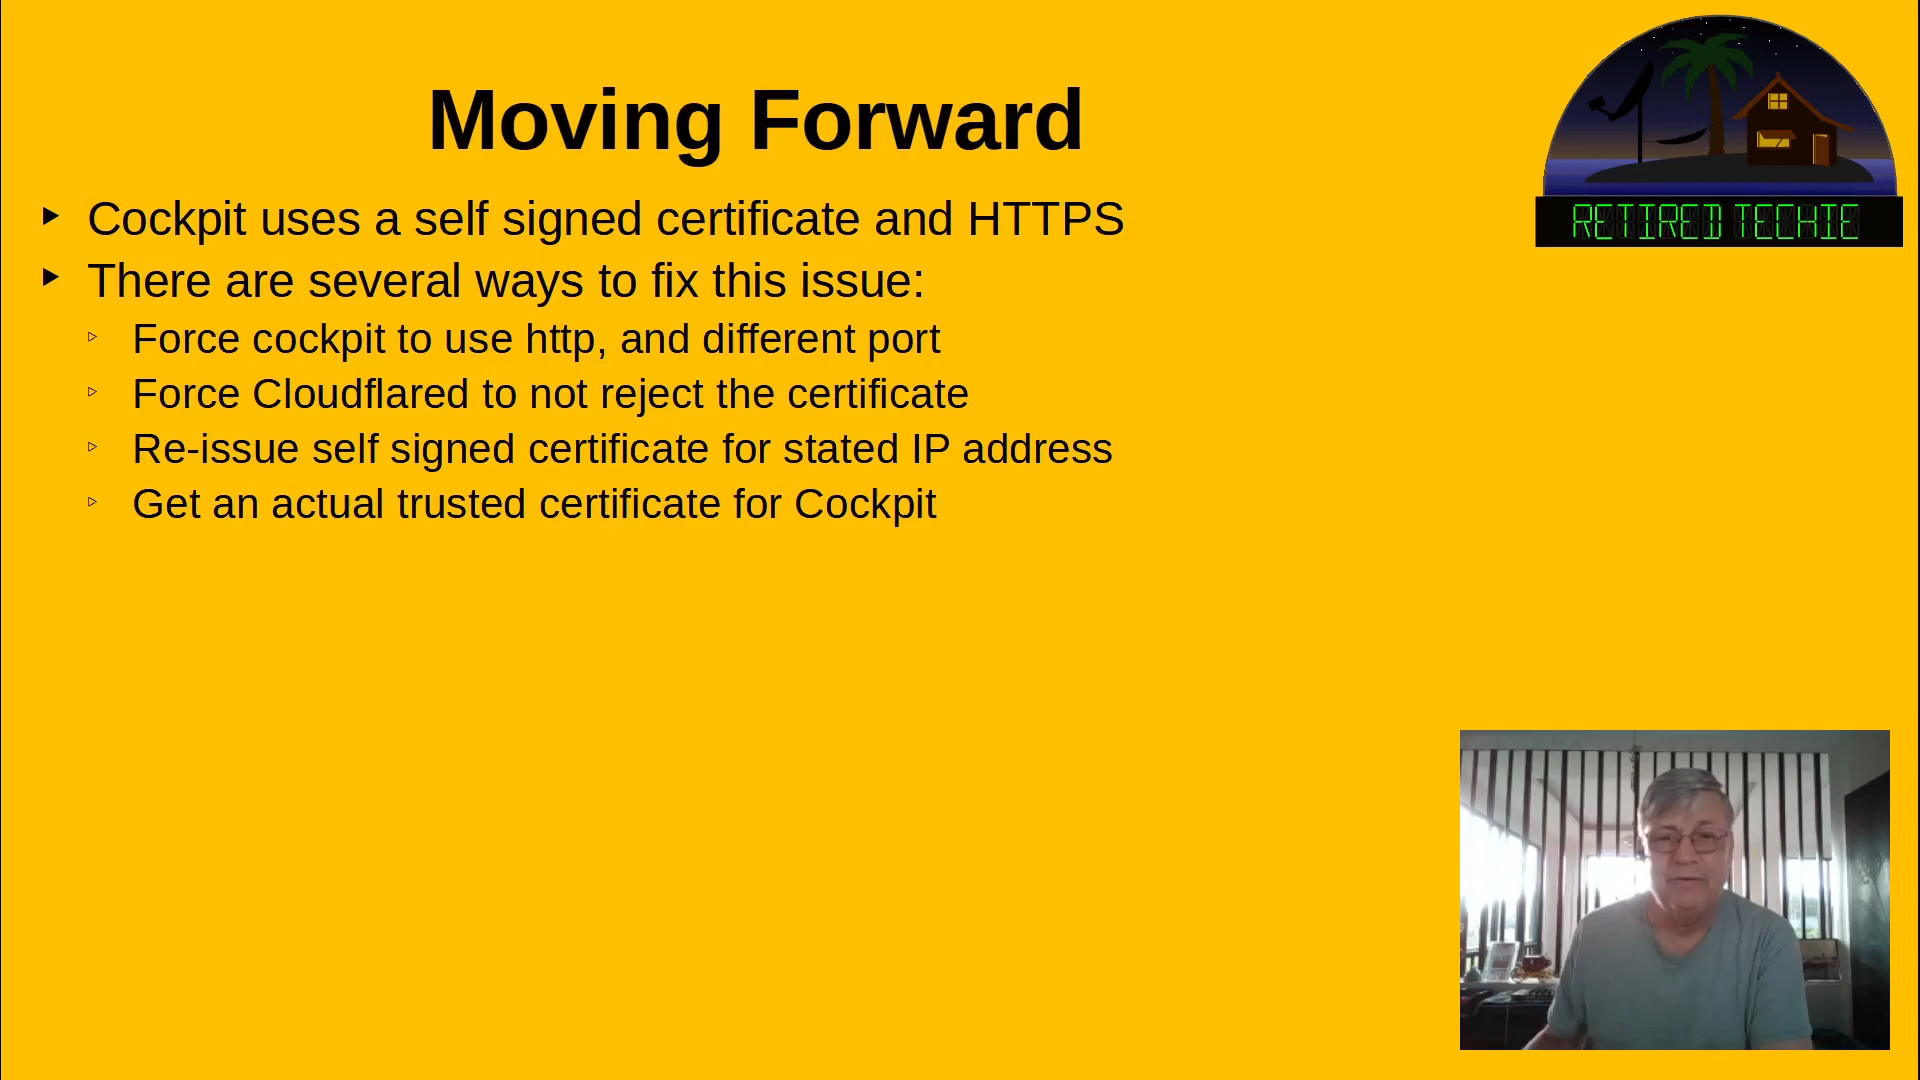 Moving Forward
RETIRED TECHIE
Cockpit uses a self signed certificate and HTTPS
There are several ways to fix this issue:
Force cockpit to use http, and different port
Force Cloudflared to not reject the certificate
Re-issue self signed certificate for stated IP address
Get an actual trusted certificate for Cockpit